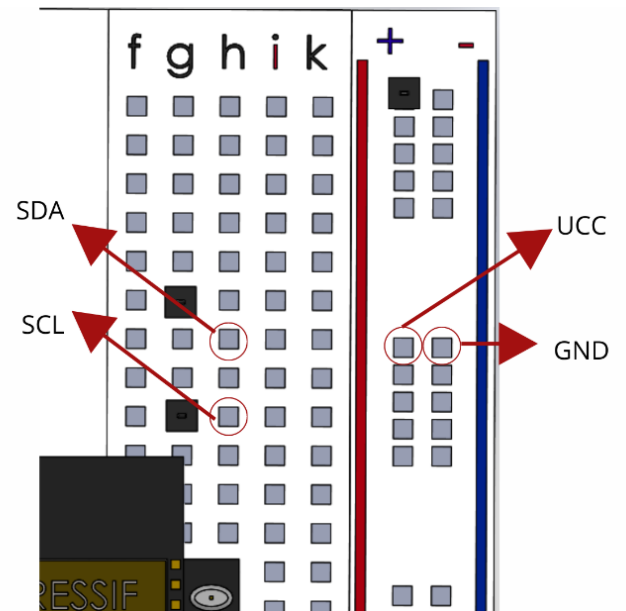 f g h i k + -
SDA
UCC
SCL
GND
RESSIF